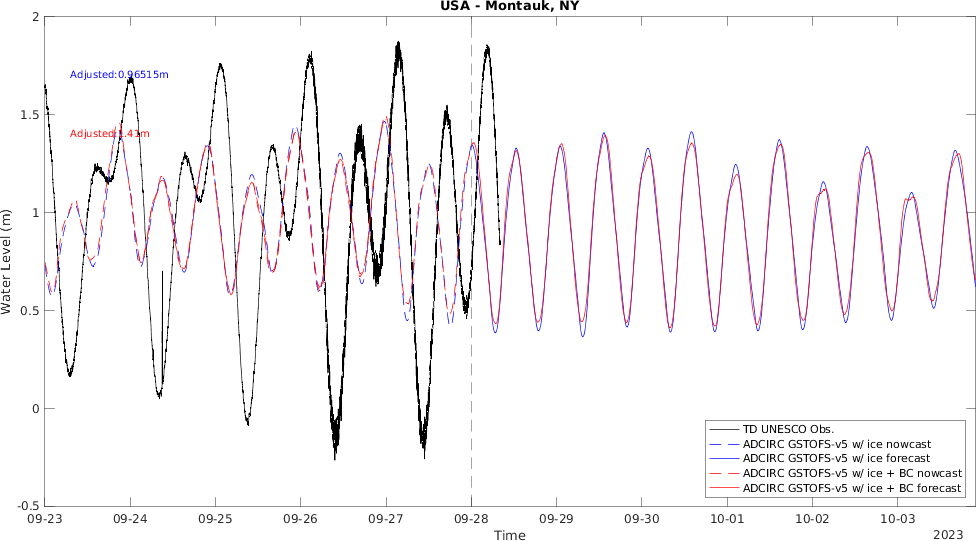 USA - Montauk, NY
2
Adjusted:0.96515m
1.5
Adjusted:1.41m
1
Water Level (m)
0.5
0
TD UNESCO Obs.
ADCIRC GSTOFS-v5 w/ ice nowcast
ADCIRC GSTOFS-v5 w/ ice forecast
ADCIRC GSTOFS-v5 w/ ice + BC nowcast
ADCIRC GSTOFS-v5 w/ ice + BC forecast
-0.5
09-23 09-24 09-25 09-26 09-27 09-28 09-29 09-30 10-01 10-02 10-03
Time
2023